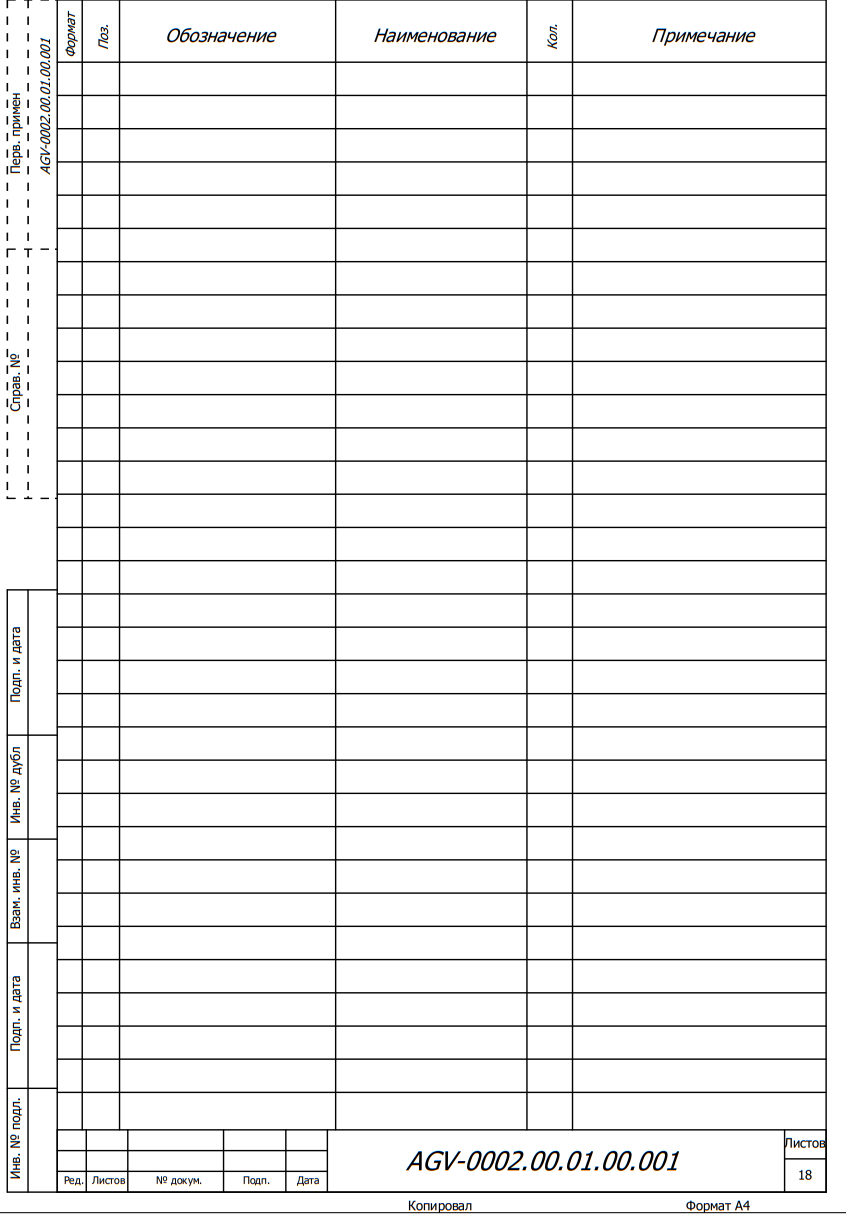 Формат
Поз.
Обозначение
Наименование
Кол.
Примечание
Перв. примен
AGV-0002.00.01.00.001
Справ. №
Подп. и дата
Инв. № дубл
Взам. инв. №
Подп. и дата
Инв. № подл.
Ред.
Листов
№ докум.
Подп.
Дата
AGV-0002.00.01.00.001
Листов
18
Копировал
Формат А4